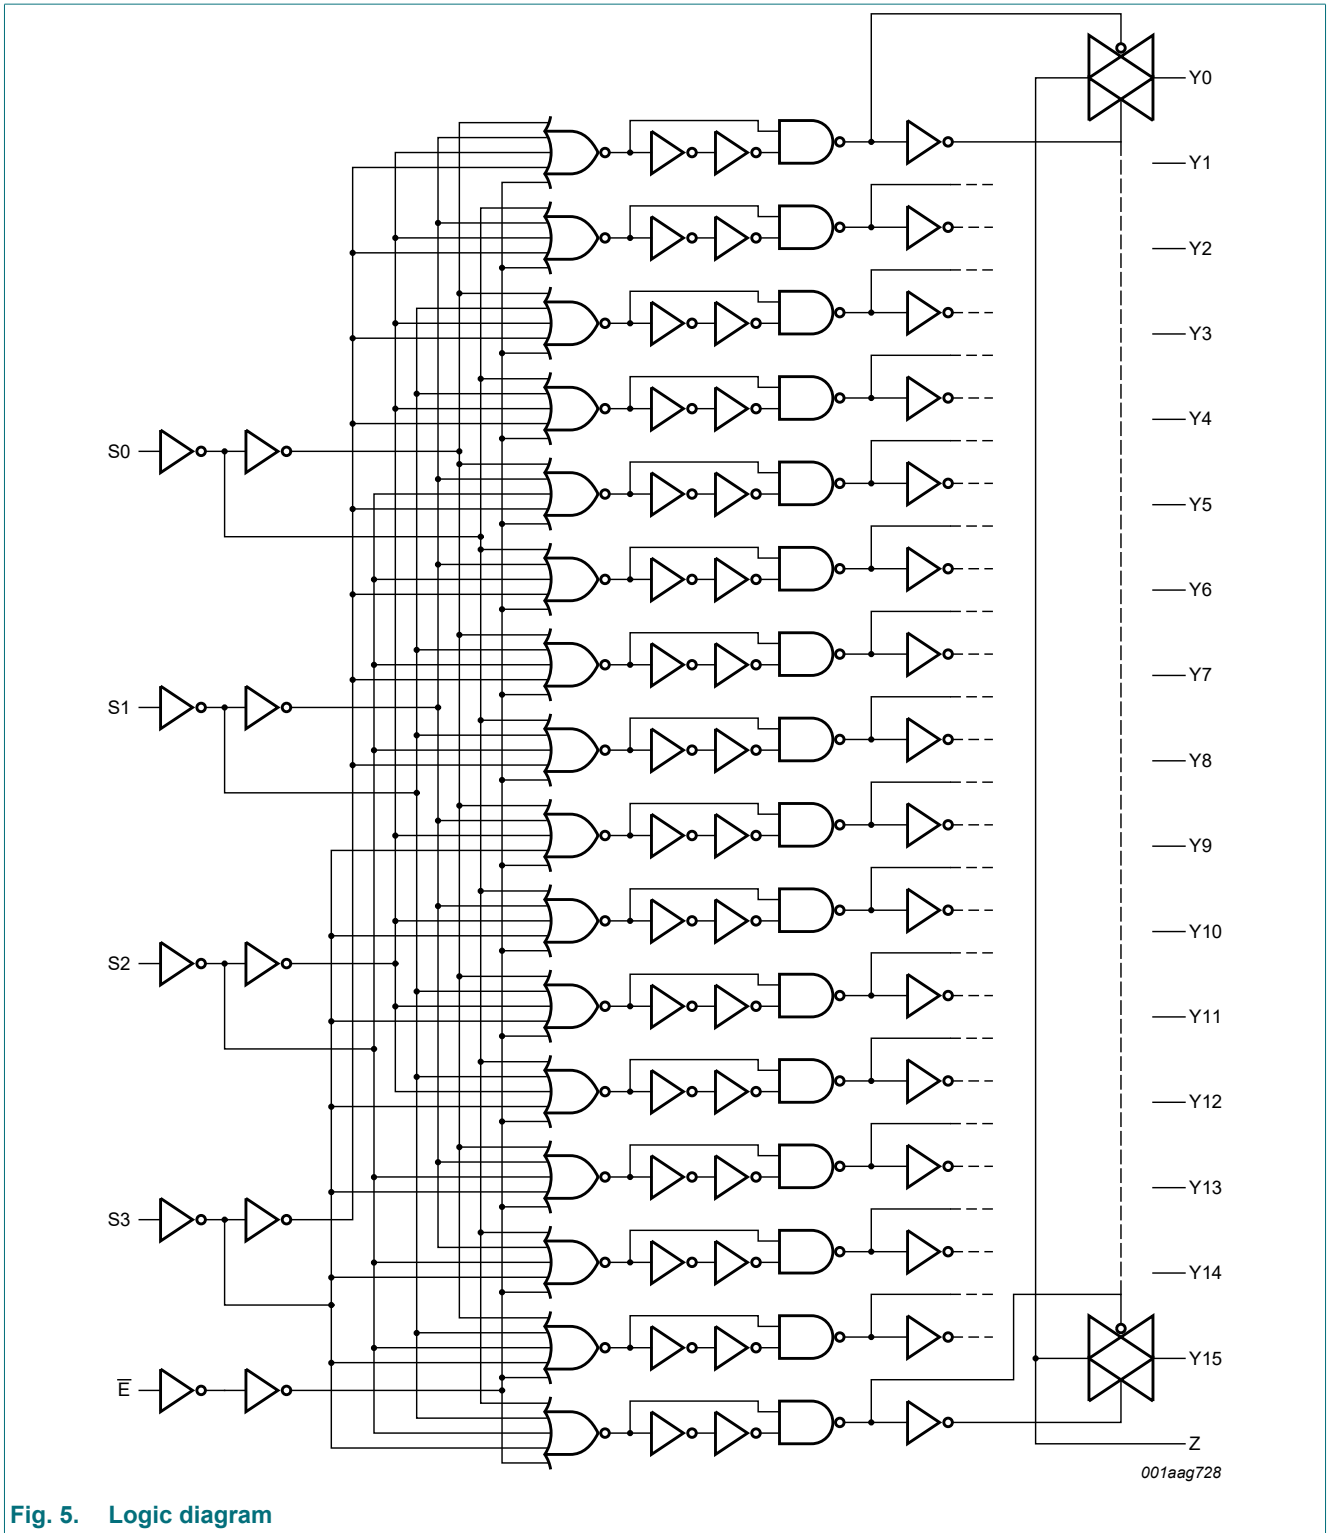 Y0
Y1
Y2
Y3
Y4
S0
Y5
Y6
Y7
S1
Y8
Y9
Y10
S2
Y11
Y12
Y13
S3
Y14
Y15
E̅
Z
001aag728
Fig. 5. Logic diagram